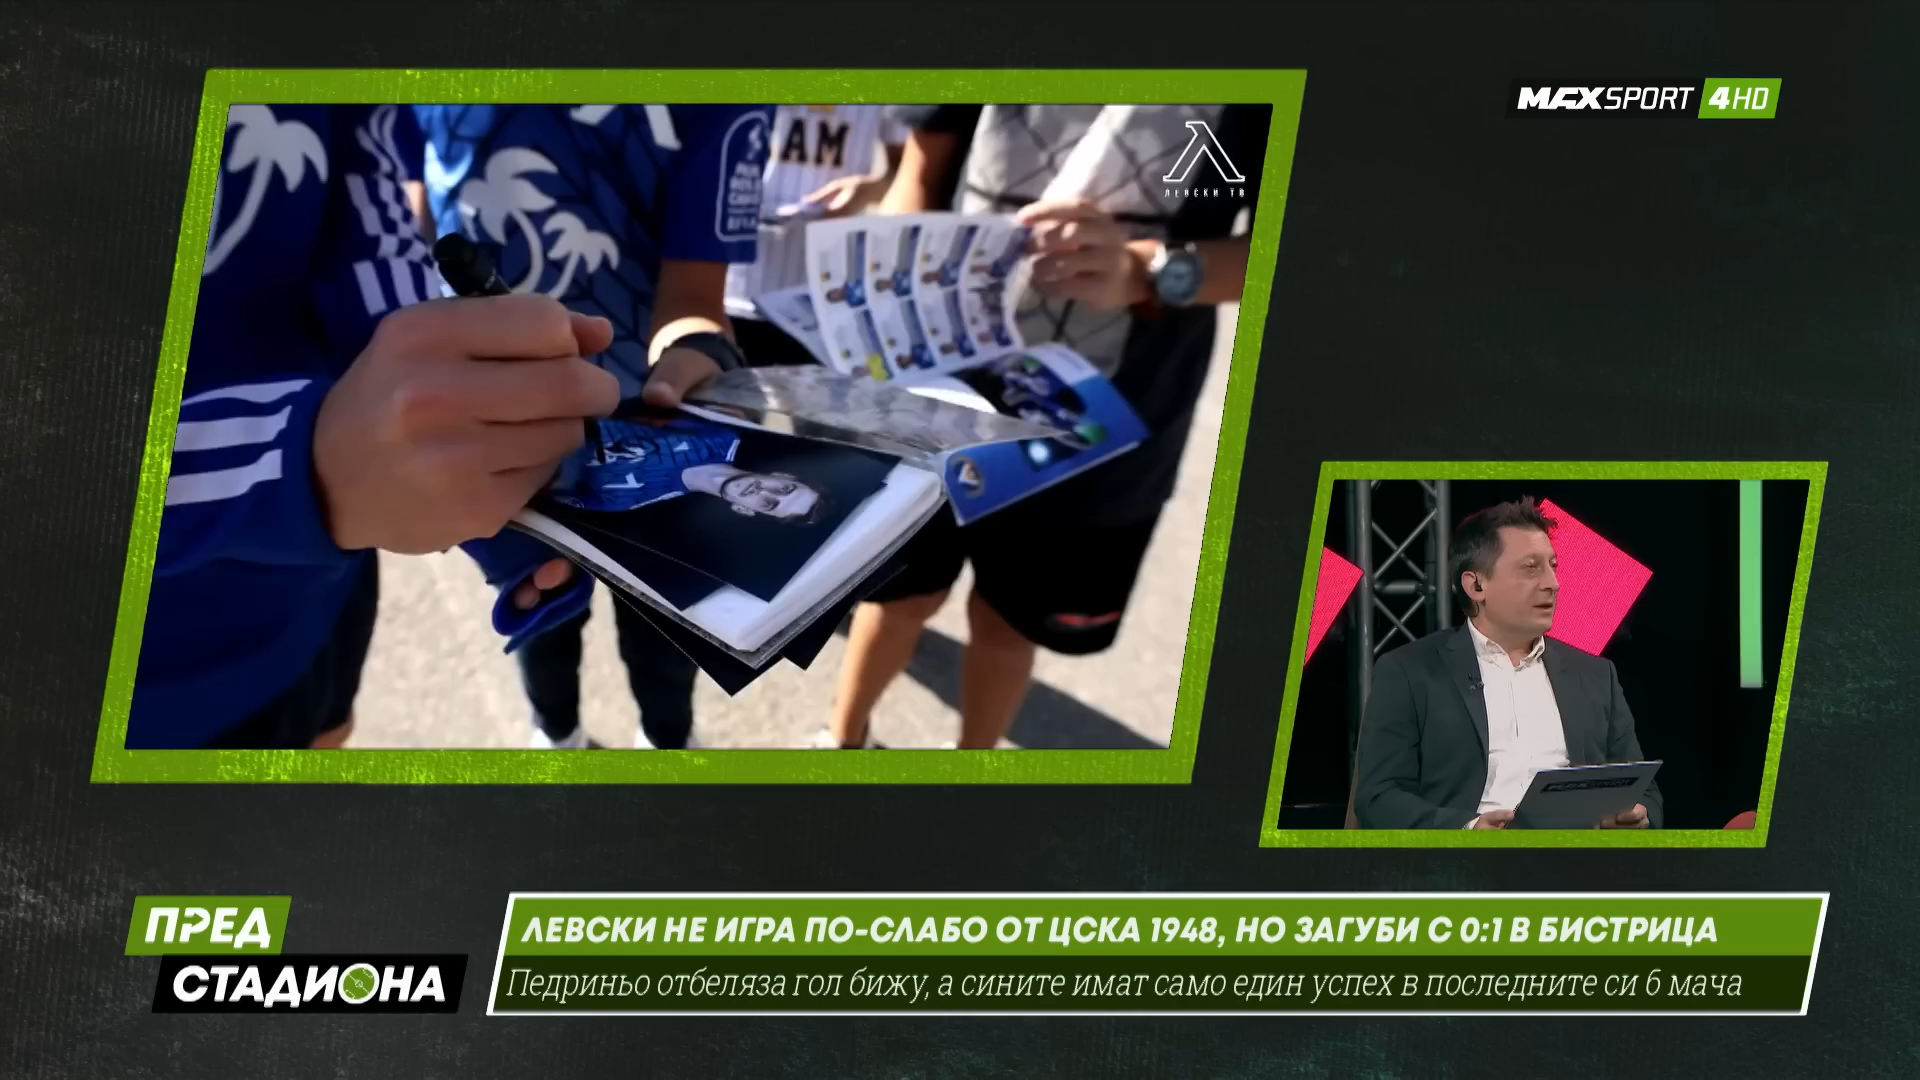 MAXSPORT 4HD
AM
ЛЕВСКИ ТВ
ПРЕД
СТАДИОНА
ЛЕВСКИ НЕ ИГРА ПО-СЛАБО ОТ ЦСКА 1948, НО ЗАГУБИ С 0:1 В БИСТРИЦА
Педриньо отбеляза гол бижу, а сините имат само един успех в последните си 6 мача